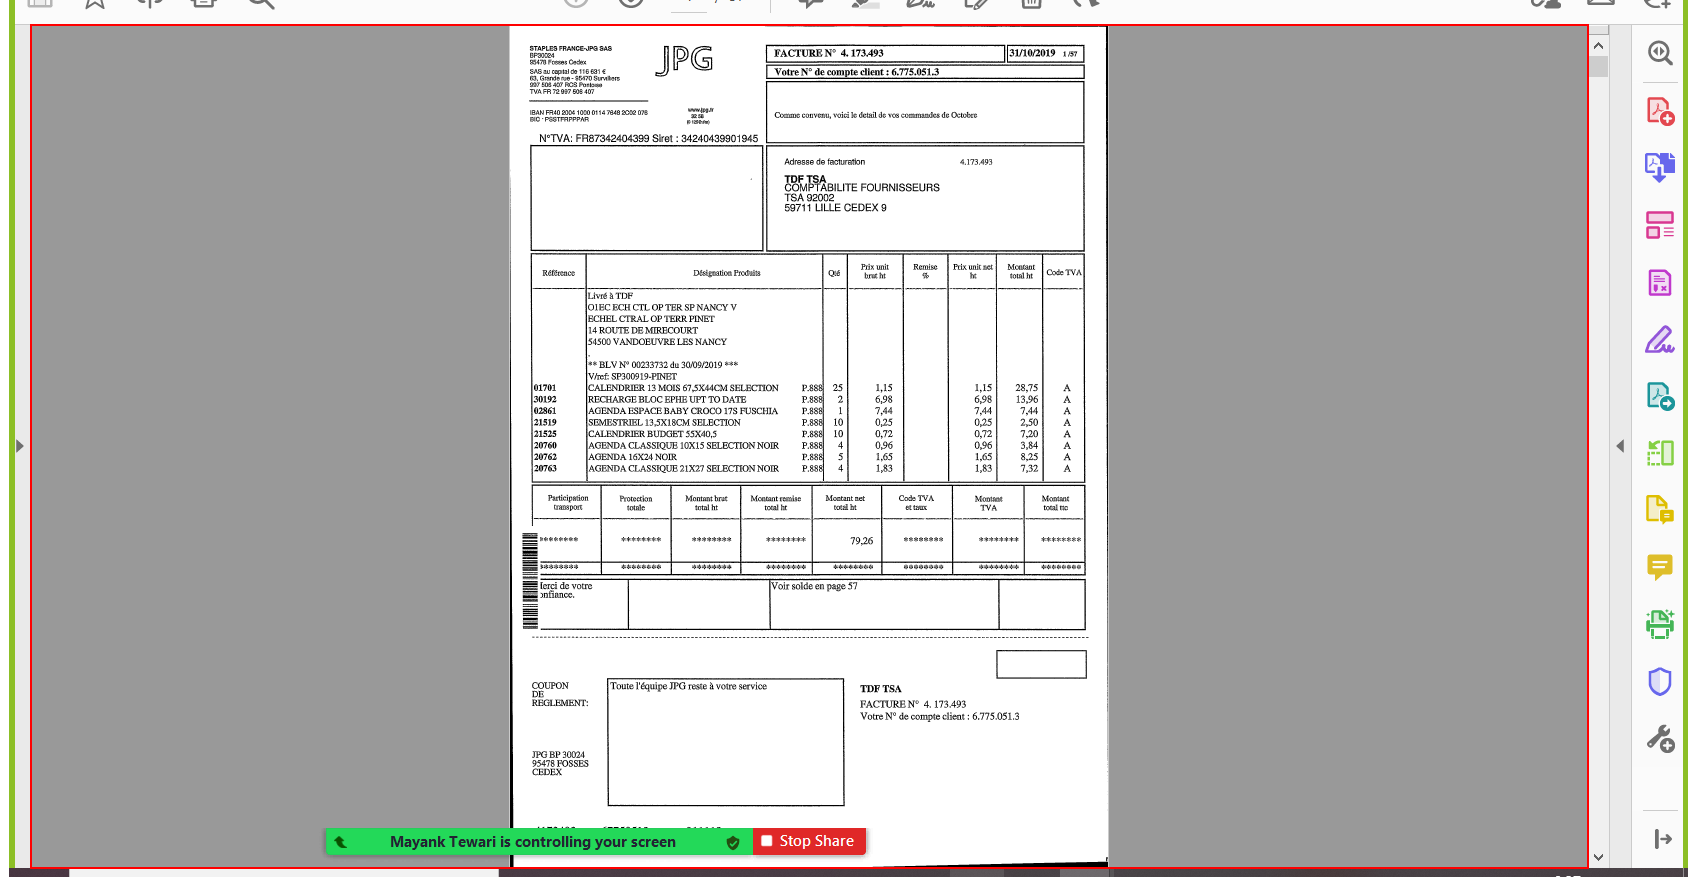 STAPLES FRANCE-JPG SAS
BP30024
95478 Fosses Cedex
SAS au capital de 116 631 €
63, Grande rue - 95470 Survilliers
997 506 407 RCS Pontoise
TVA FR 72 997 506 407
IBAN FR40 2004 1000 0114 7648 2C02 076
BIC : PSSTFRPPPAR
JPG
www.jpg.fr
N°TVA: FR87342404399 Siret : 34240439901945
FACTURE N° 4. 173.493
31/10/2019 1 /57
Votre N° de compte client : 6.775.051.3
Comme convenu, voici le detail de vos commandes de Octobre
Adresse de facturation 4.173.493
TDF TSA
COMPTABILITE FOURNISSEURS
TSA 92002
59711 LILLE CEDEX 9
Référence Désignation Produits Qté Prix unit brut ht Remise % Prix unit net ht Montant total ht Code TVA
Livré à TDF
O1EC ECH CTL OP TER SP NANCY V
ECHEL CTRAL OP TERR PINET
14 ROUTE DE MIRECOURT
54500 VANDOEUVRE LES NANCY
.
** BLV N° 00233732 du 30/09/2019 ***
V/ref: SP300919-PINET
01701 CALENDRIER 13 MOIS 67,5X44CM SELECTION P.888 25 1,15 1,15 28,75 A
30192 RECHARGE BLOC EPHE UPT TO DATE P.888 2 6,98 6,98 13,96 A
02861 AGENDA ESPACE BABY CROCO 17S FUSCHIA P.888 1 7,44 7,44 7,44 A
21519 SEMESTRIEL 13,5X18CM SELECTION P.888 10 0,25 0,25 2,50 A
21525 CALENDRIER BUDGET 55X40,5 P.888 10 0,72 0,72 7,20 A
20760 AGENDA CLASSIQUE 10X15 SELECTION NOIR P.888 4 0,96 0,96 3,84 A
20762 AGENDA 16X24 NOIR P.888 5 1,65 1,65 8,25 A
20763 AGENDA CLASSIQUE 21X27 SELECTION NOIR P.888 4 1,83 1,83 7,32 A
Participation transport Protection totale Montant brut total ht Montant remise total ht Montant net total ht Code TVA et taux Montant TVA Montant total ttc
******** ******** ******** ******** 79,26 ******** ******** ********
******** ******** ******** ******** ******** ******** ******** ********
Merci de votre
onfiance.
Voir solde en page 57
COUPON
DE
REGLEMENT:
Toute l'équipe JPG reste à votre service
TDF TSA
FACTURE N° 4. 173.493
Votre N° de compte client : 6.775.051.3
JPG BP 30024
95478 FOSSES
CEDEX
Mayank Tewari is controlling your screen
Stop Share